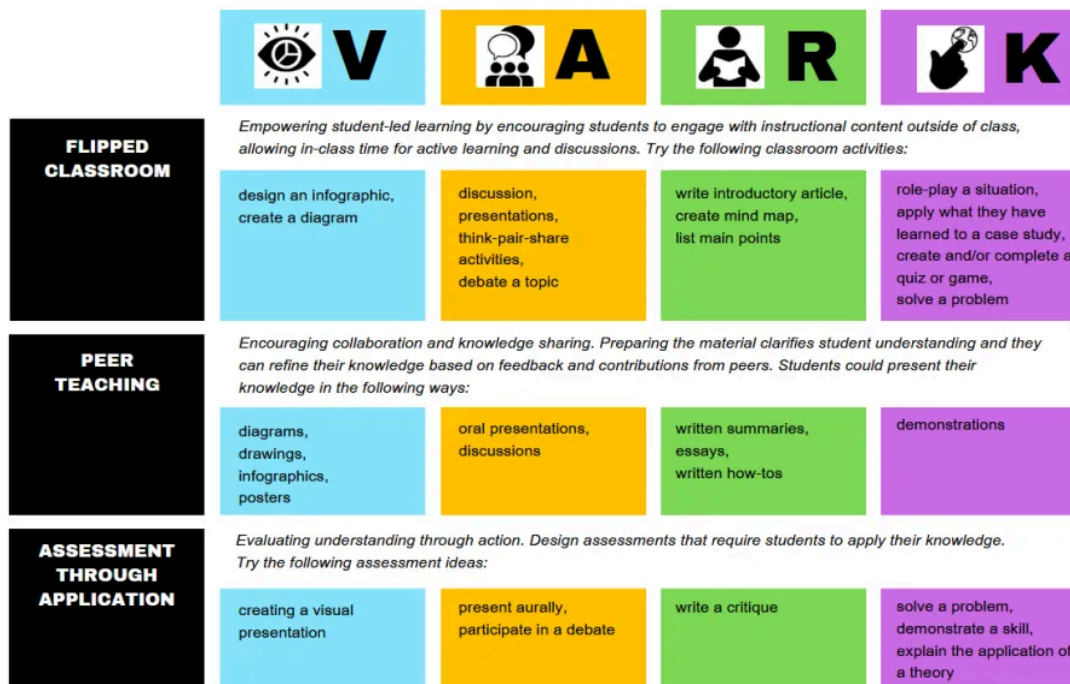 V
A
R
K
FLIPPED
CLASSROOM
Empowering student-led learning by encouraging students to engage with instructional content outside of class,
allowing in-class time for active learning and discussions. Try the following classroom activities:
design an infographic,
create a diagram
discussion,
presentations,
think-pair-share
activities,
debate a topic
write introductory article,
create mind map,
list main points
role-play a situation,
apply what they have
learned to a case study,
create and/or complete a
quiz or game,
solve a problem
PEER
TEACHING
Encouraging collaboration and knowledge sharing. Preparing the material clarifies student understanding and they
can refine their knowledge based on feedback and contributions from peers. Students could present their
knowledge in the following ways:
diagrams,
drawings,
infographics,
posters
oral presentations,
discussions
written summaries,
essays,
written how-tos
demonstrations
ASSESSMENT
THROUGH
APPLICATION
Evaluating understanding through action. Design assessments that require students to apply their knowledge.
Try the following assessment ideas:
creating a visual
presentation
present aurally,
participate in a debate
write a critique
solve a problem,
demonstrate a skill,
explain the application of
a theory